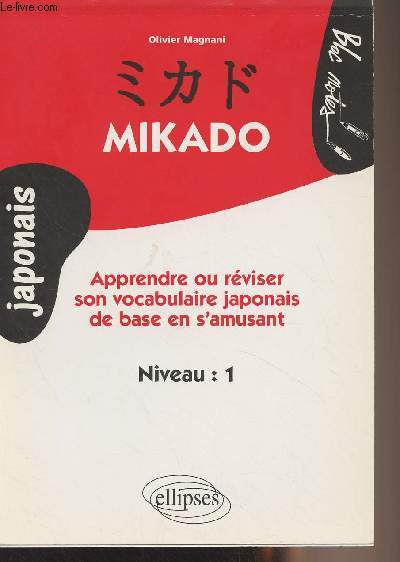 Le-livre.com
Olivier Magnani
ミカド
MIKADO
Bloc notes
japonais
Apprendre ou réviser
son vocabulaire japonais
de base en s'amusant
Niveau : 1
ellipses